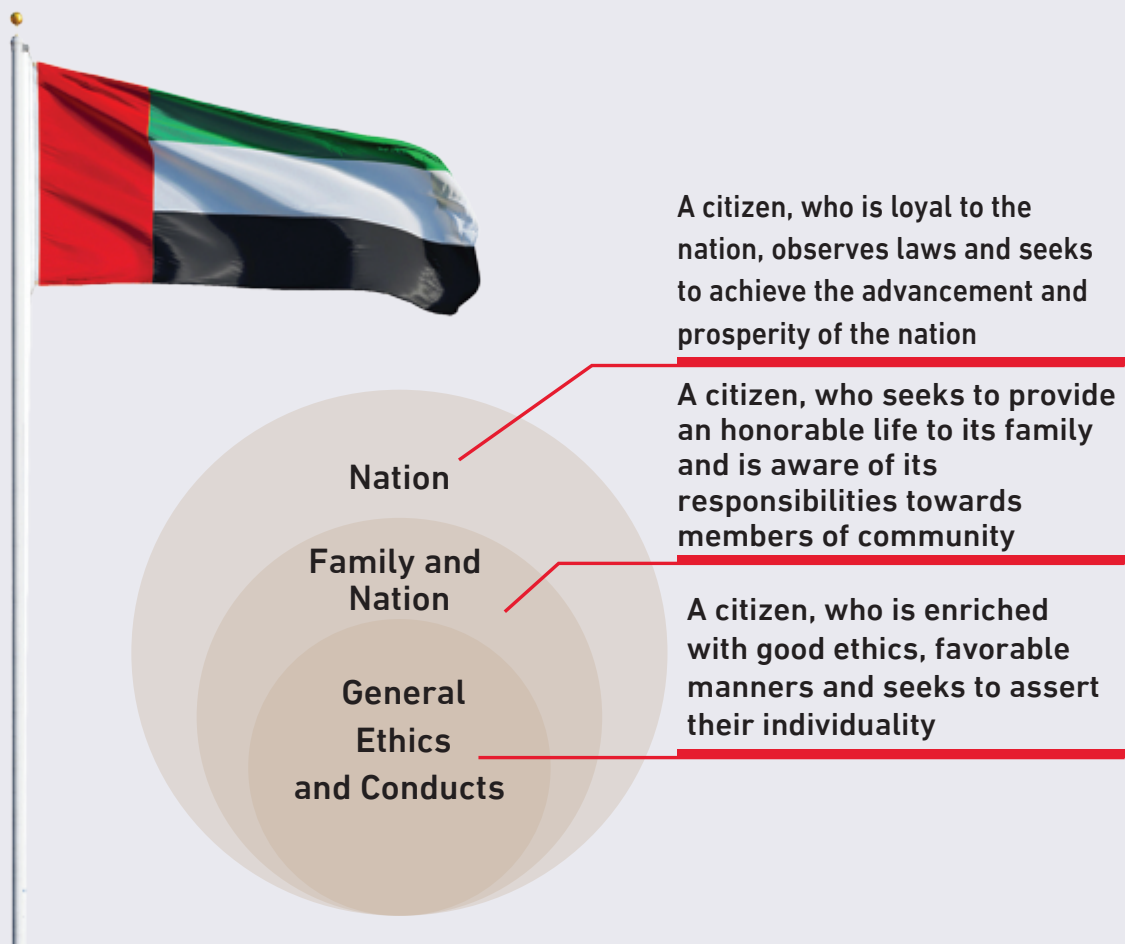 A citizen, who is loyal to the
nation, observes laws and seeks
to achieve the advancement and
prosperity of the nation
A citizen, who seeks to provide
an honorable life to its family
and is aware of its
responsibilities towards
members of community
A citizen, who is enriched
with good ethics, favorable
manners and seeks to assert
their individuality
Nation
Family and
Nation
General
Ethics
and Conducts